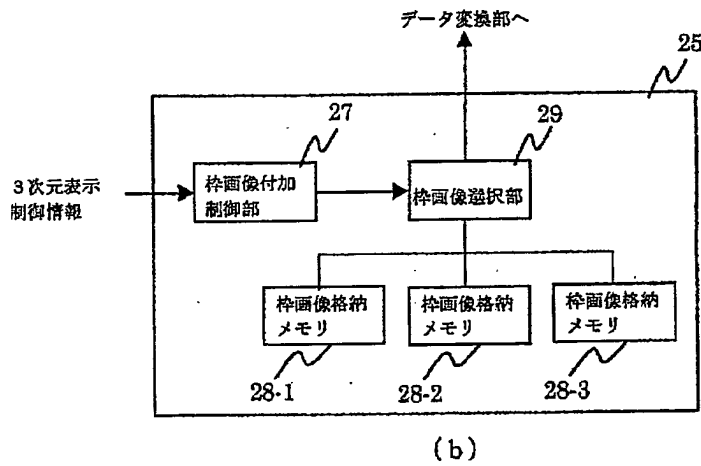 データ変換部へ
25
27
29
3次元表示
制御情報
枠画像付加
制御部
枠画像選択部
枠画像格納
メモリ
枠画像格納
メモリ
枠画像格納
メモリ
28-1
28-2
28-3
(b)